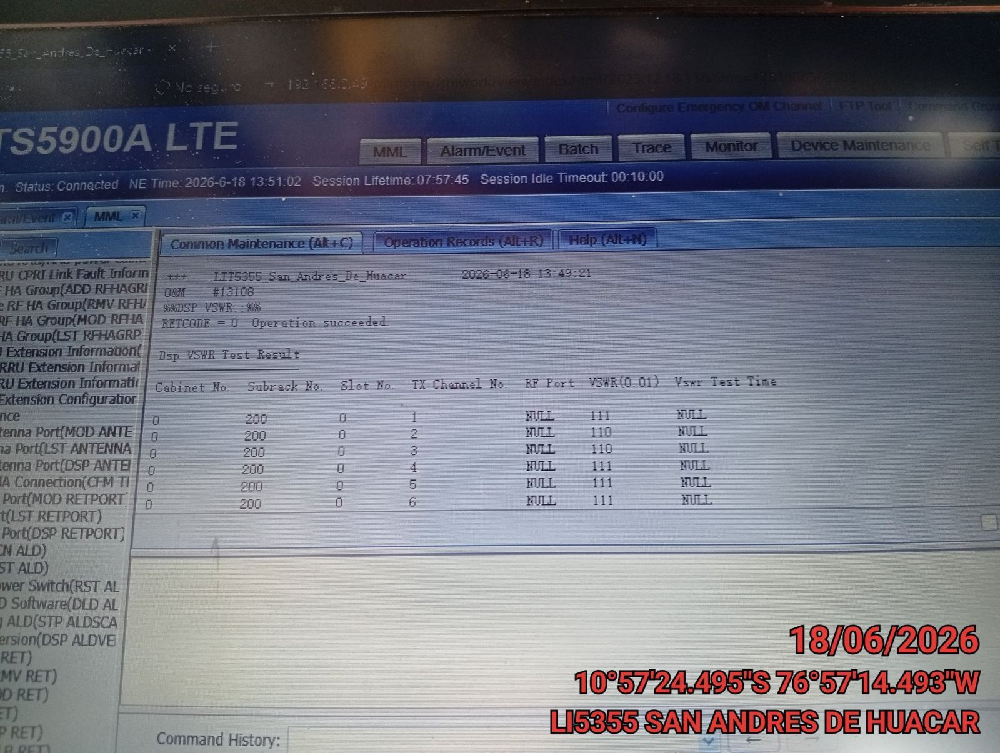 No seguro
192.168.0.49
Configure Emergency OM Channel | FTP Tool |
TS5900A LTE
MML Alarm/Event Batch Trace Monitor Device Maintenance Self
Status: Connected NE Time: 2026-6-18 13:51:02 Session Lifetime: 07:57:45 Session Idle Timeout: 00:10:00
arm/Event MML
Search
Common Maintenance (Alt+C) Operation Records (Alt+R) Help (Alt+N)
RU CPRI Link Fault Inform
HA Group(ADD RFHAGRI
e RF HA Group(RMV RFH
RF HA Group(MOD RFHA
HA Group(LST RFHAGRP
Extension Information(
RRU Extension Informat
RU Extension Informati
Extension Configuration
nce
tenna Port(MOD ANTE
na Port(LST ANTENNA
tenna Port(DSP ANTE
A Connection(CFM T
Port(MOD RETPORT
t(LST RETPORT)
Port(DSP RETPORT)
CN ALD)
ST ALD)
wer Switch(RST AL
D Software(DLD AL
g ALD(STP ALDSCA
ersion(DSP ALDVE
RET)
MV RET)
OD RET)
ET)
P RET)
+++ LIT5355_San_Andres_De_Huacar 2026-06-18 13:49:21
O&M #13108
%%DSP VSWR:;%%
RETCODE = 0 Operation succeeded.
Dsp VSWR Test Result
Cabinet No. Subrack No. Slot No. TX Channel No. RF Port VSWR(0.01) Vswr Test Time
0 200 0 1 NULL 111 NULL
0 200 0 2 NULL 110 NULL
0 200 0 3 NULL 110 NULL
0 200 0 4 NULL 111 NULL
0 200 0 5 NULL 111 NULL
0 200 0 6 NULL 111 NULL
Command History:
18/06/2026
10°57'24.495"S 76°57'14.493"W
LI5355 SAN ANDRES DE HUACAR